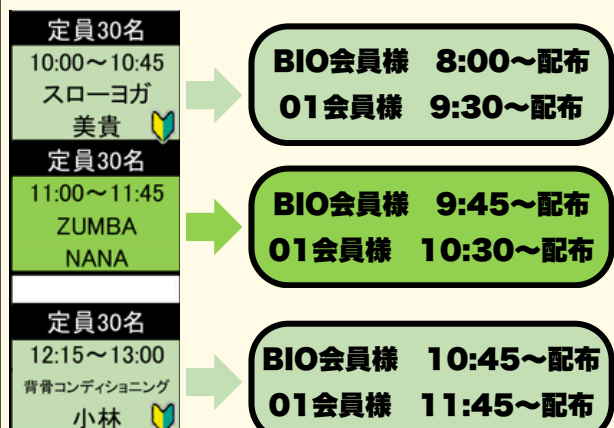 定員30名
10:00～10:45
スローヨガ
美貴
BIO会員様 8:00～配布
01会員様 9:30～配布
定員30名
11:00～11:45
ZUMBA
NANA
BIO会員様 9:45～配布
01会員様 10:30～配布
定員30名
12:15～13:00
背骨コンディショニング
小林
BIO会員様 10:45～配布
01会員様 11:45～配布